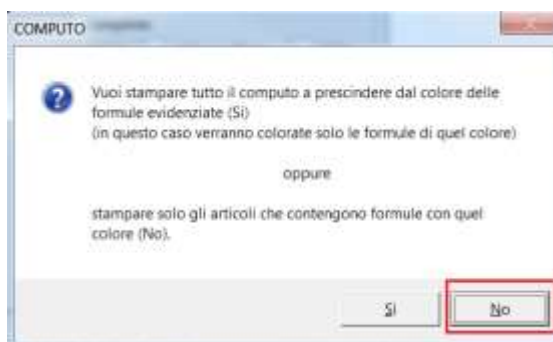 COMPUTO
Vuoi stampare tutto il computo a prescindere dal colore delle
formule evidenziate (Si)
(in questo caso verranno colorate solo le formule di quel colore)
oppure
stampare solo gli articoli che contengono formule con quel
colore (No).
Sì
No